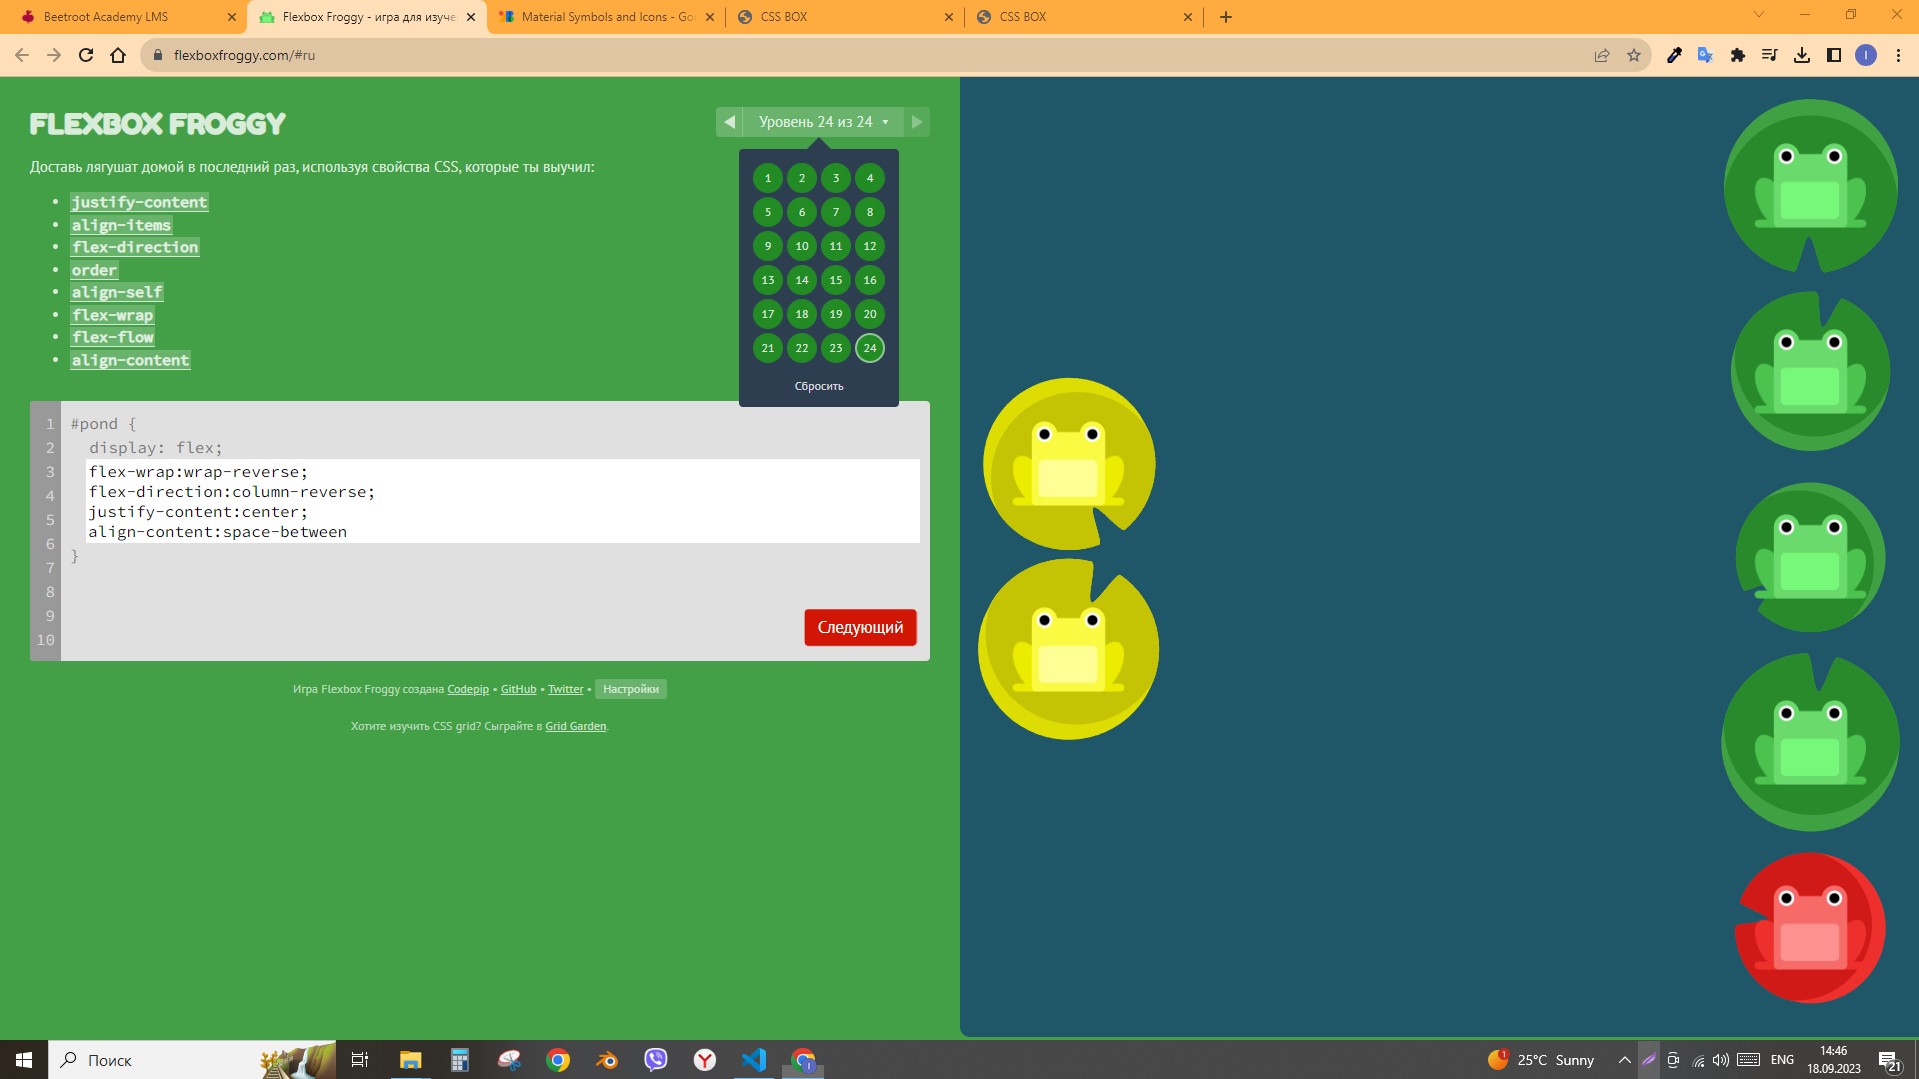 Beetroot Academy LMS
Flexbox Froggy - игра для изуче
Material Symbols and Icons - Go
CSS BOX
CSS BOX
flexboxfroggy.com/#ru
I
FLEXBOX FROGGY
Уровень 24 из 24
Доставь лягушат домой в последний раз, используя свойства CSS, которые ты выучил:
justify-content
align-items
flex-direction
order
align-self
flex-wrap
flex-flow
align-content
1 2 3 4
5 6 7 8
9 10 11 12
13 14 15 16
17 18 19 20
21 22 23 24
Сбросить
1 #pond {
2 display: flex;
3 flex-wrap:wrap-reverse;
4 flex-direction:column-reverse;
5 justify-content:center;
6 align-content:space-between
7 }
8
9
10
Следующий
Игра Flexbox Froggy создана Codepip • GitHub • Twitter • Настройки
Хотите изучить CSS grid? Сыграйте в Grid Garden.
Поиск
1
25°C Sunny
ENG
14:46
18.09.2023
21